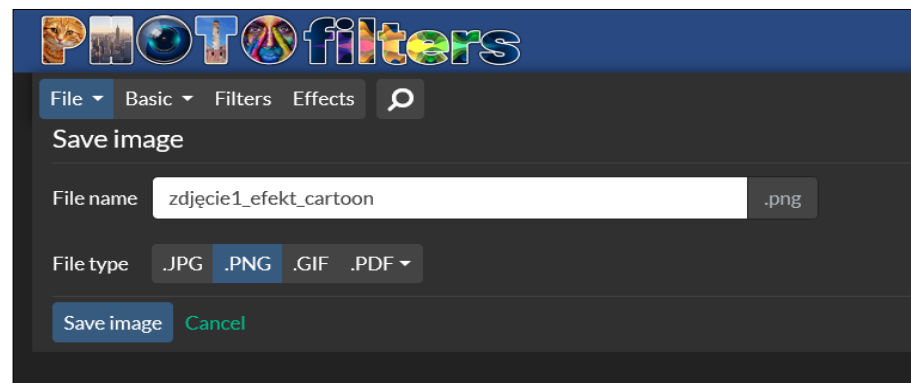 PHOTO filters
File Basic Filters Effects
Save image
File name zdjęcie1_efekt_cartoon .png
File type .JPG .PNG .GIF .PDF
Save image Cancel